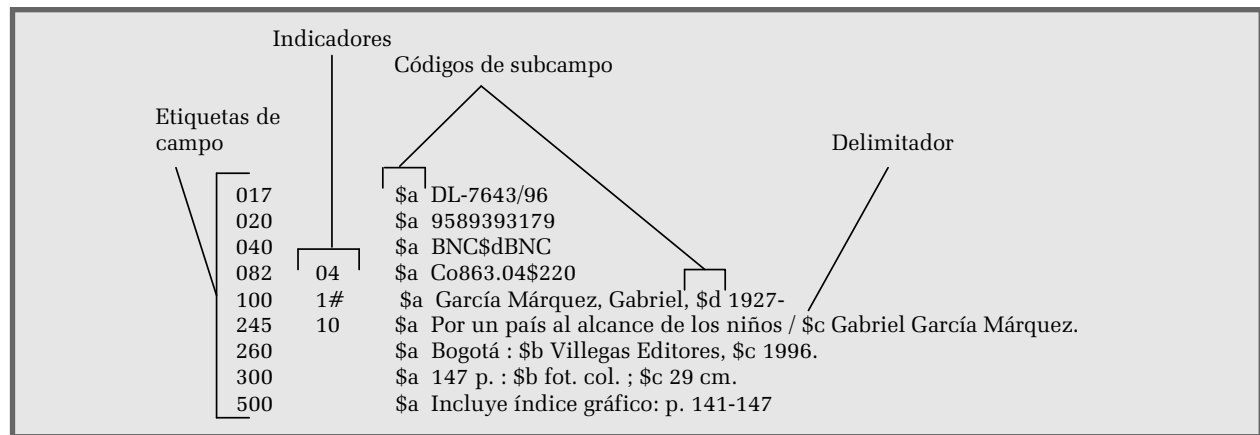 Indicadores
Códigos de subcampo
Etiquetas de
campo
Delimitador
017 $a DL-7643/96
020 $a 9589393179
040 $a BNC$dBNC
082 04 $a Co863.04$220
100 1# $a García Márquez, Gabriel, $d 1927-
245 10 $a Por un país al alcance de los niños / $c Gabriel García Márquez.
260 $a Bogotá : $b Villegas Editores, $c 1996.
300 $a 147 p. : $b fot. col. ; $c 29 cm.
500 $a Incluye índice gráfico: p. 141-147